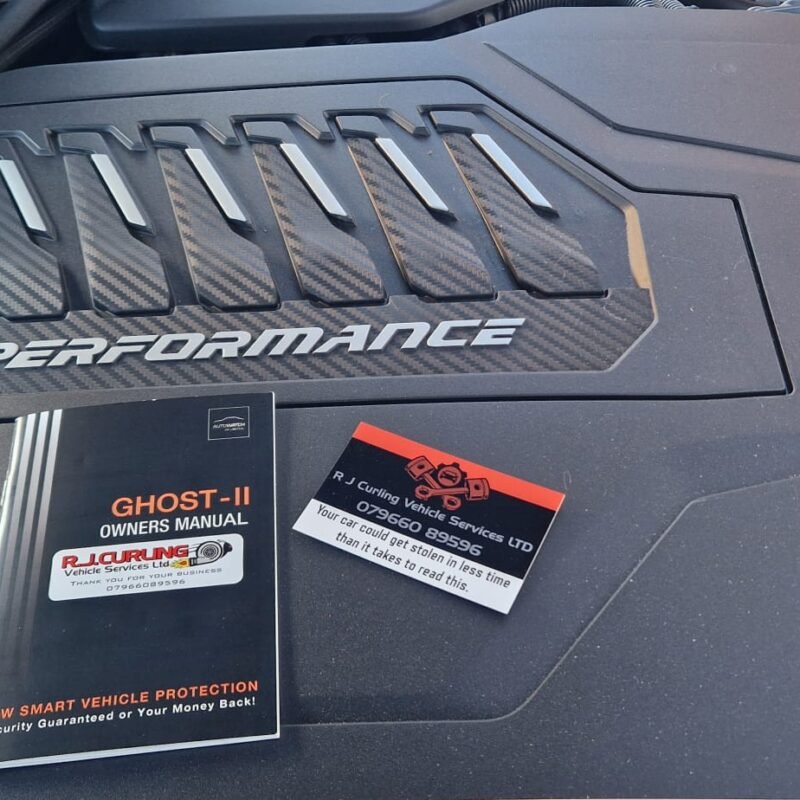 PERFORMANCE
AUTOWATCH
GHOST-II
OWNERS MANUAL
R.J.CURLING
Vehicle Services Ltd
THANK YOU FOR YOUR BUSINESS
07966089596
W SMART VEHICLE PROTECTION
curity Guaranteed or Your Money Back!
R J Curling Vehicle Services LTD
079660 89596
Your car could get stolen in less time
than it takes to read this.